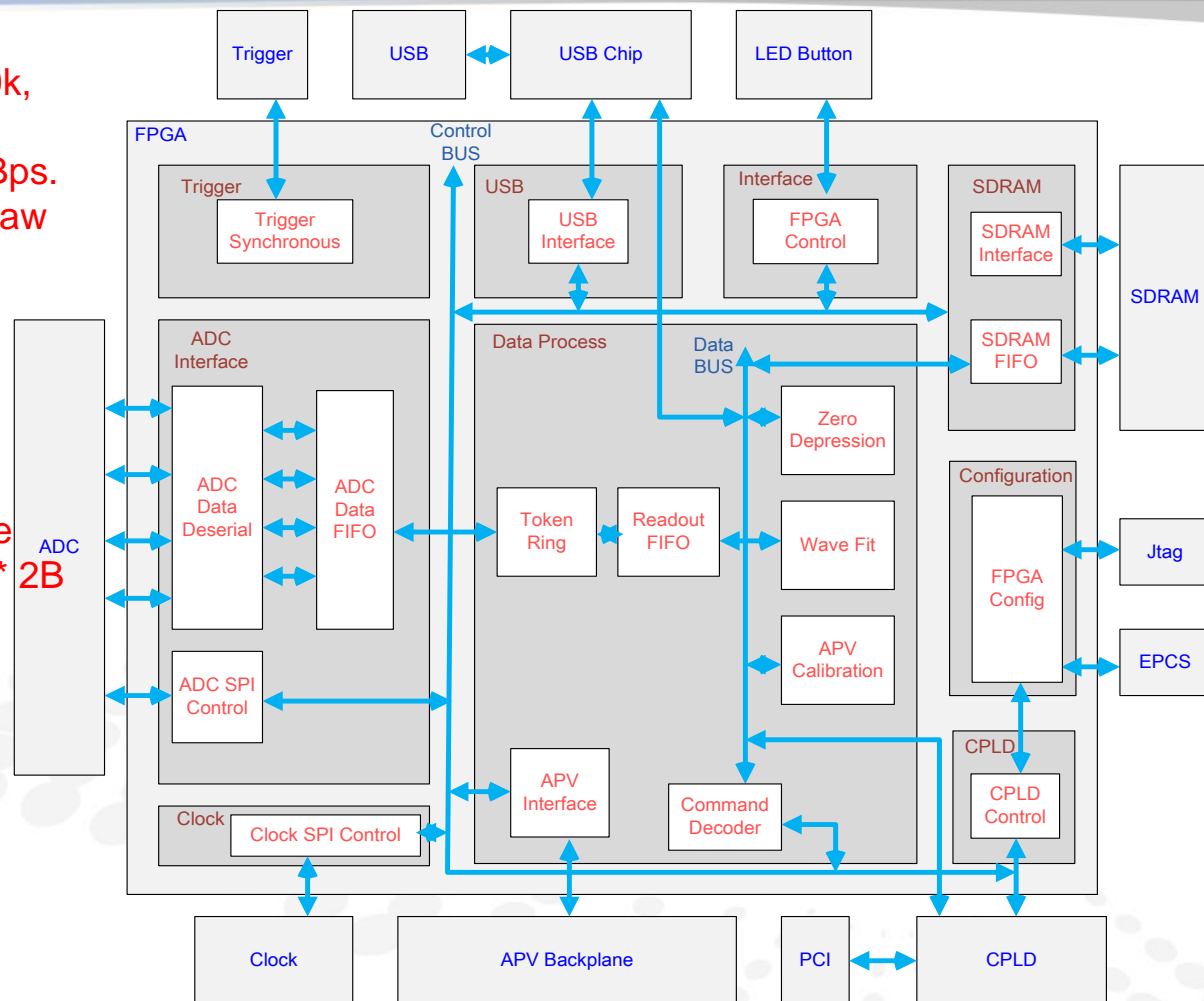 k,
Bps.
aw
e
* 2B
Trigger
USB
USB Chip
LED Button
FPGA
Control
BUS
Trigger
Trigger
Synchronous
USB
USB
Interface
Interface
FPGA
Control
SDRAM
SDRAM
Interface
SDRAM
FIFO
SDRAM
ADC
ADC
Interface
ADC
Data
Deserial
ADC
Data
FIFO
ADC SPI
Control
Data Process
Data
BUS
Zero
Depression
Token
Ring
Readout
FIFO
Wave Fit
APV
Calibration
APV
Interface
Command
Decoder
Configuration
FPGA
Config
Jtag
EPCS
CPLD
CPLD
Control
Clock
Clock SPI Control
Clock
APV Backplane
PCI
CPLD